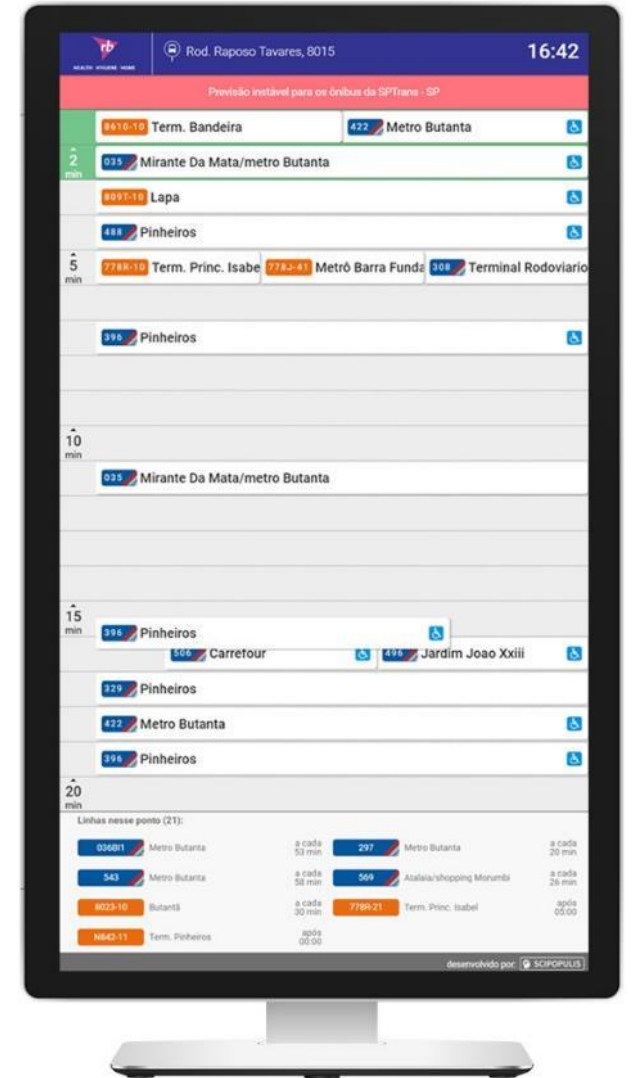 rb
HEALTH · HYGIENE · HOME
Rod. Raposo Tavares, 8015
16:42
Previsão instável para os ônibus da SPTrans - SP
8610-10 Term. Bandeira 422 Metro Butanta
2 min
035 Mirante Da Mata/metro Butanta
809T-10 Lapa
488 Pinheiros
5 min
778R-10 Term. Princ. Isabe 778J-41 Metrô Barra Funda 308 Terminal Rodoviario
396 Pinheiros
10 min
035 Mirante Da Mata/metro Butanta
15 min
396 Pinheiros
506 Carrefour 496 Jardim Joao Xxiii
329 Pinheiros
422 Metro Butanta
396 Pinheiros
20 min
Linhas nesse ponto (21):
036BI1 Metro Butanta a cada 53 min 297 Metro Butanta a cada 20 min
543 Metro Butanta a cada 58 min 569 Atalaia/shopping Morumbi a cada 26 min
8023-10 Butantã a cada 30 min 778R-21 Term. Princ. Isabel após 05:00
N842-11 Term. Pinheiros após 00:00
desenvolvido por: SCIPOPULIS